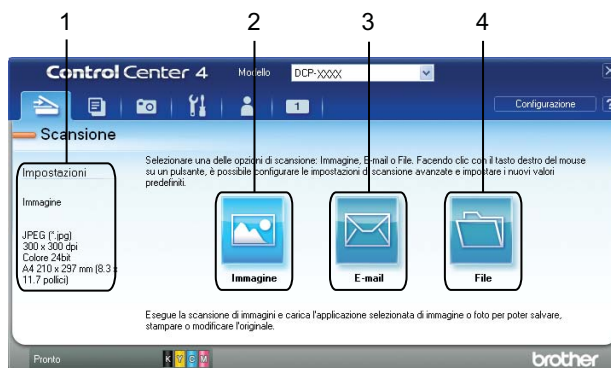 1 2 3 4
Control Center 4
Modello
DCP-XXXX
1
Configurazione
?
Scansione
Impostazioni
Immagine
JPEG (*.jpg)
300 x 300 dpi
Colore 24bit
A4 210 x 297 mm (8.3 x
11.7 pollici)
Selezionare una delle opzioni di scansione: Immagine, E-mail o File. Facendo clic con il tasto destro del mouse
su un pulsante, è possibile configurare le impostazioni di scansione avanzate e impostare i nuovi valori
predefiniti.
Immagine
E-mail
File
Esegue la scansione di immagini e carica l'applicazione selezionata di immagine o foto per poter salvare,
stampare o modificare l'originale.
Pronto
K Y C M
brother